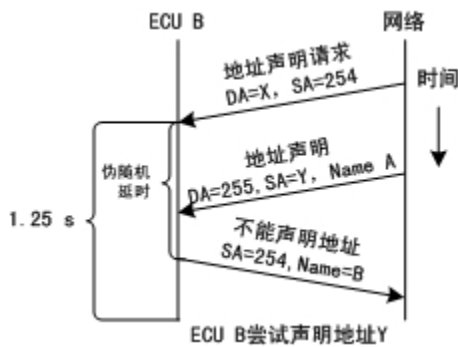 ECU B
网络
地址声明请求
DA=X, SA=254
时间
地址声明
DA=255,SA=Y, Name A
伪随机
延时
1.25 s
不能声明地址
SA=254,Name=B
ECU B尝试声明地址Y